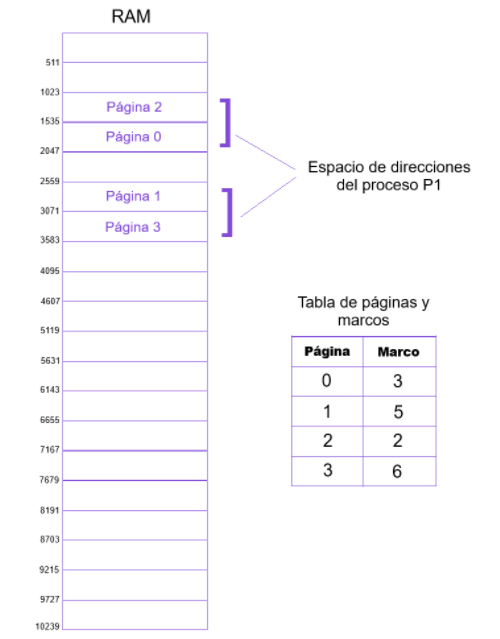 RAM
511
1023
Página 2
1535
Página 0
2047
2559
Página 1
3071
Página 3
3583
4095
4607
5119
5631
6143
6655
7167
7679
8191
8703
9215
9727
10239
Espacio de direcciones
del proceso P1
Tabla de páginas y
marcos
Página Marco
0 3
1 5
2 2
3 6